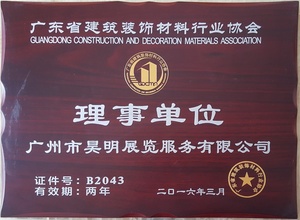 广东省建筑装饰材料行业协会
GUANGDONG CONSTRUCTION AND DECORATION MATERIALS ASSOCIATION
理事单位
广州市昊明展览服务有限公司
证件号：B2043
有效期：两年
二〇一六年三月